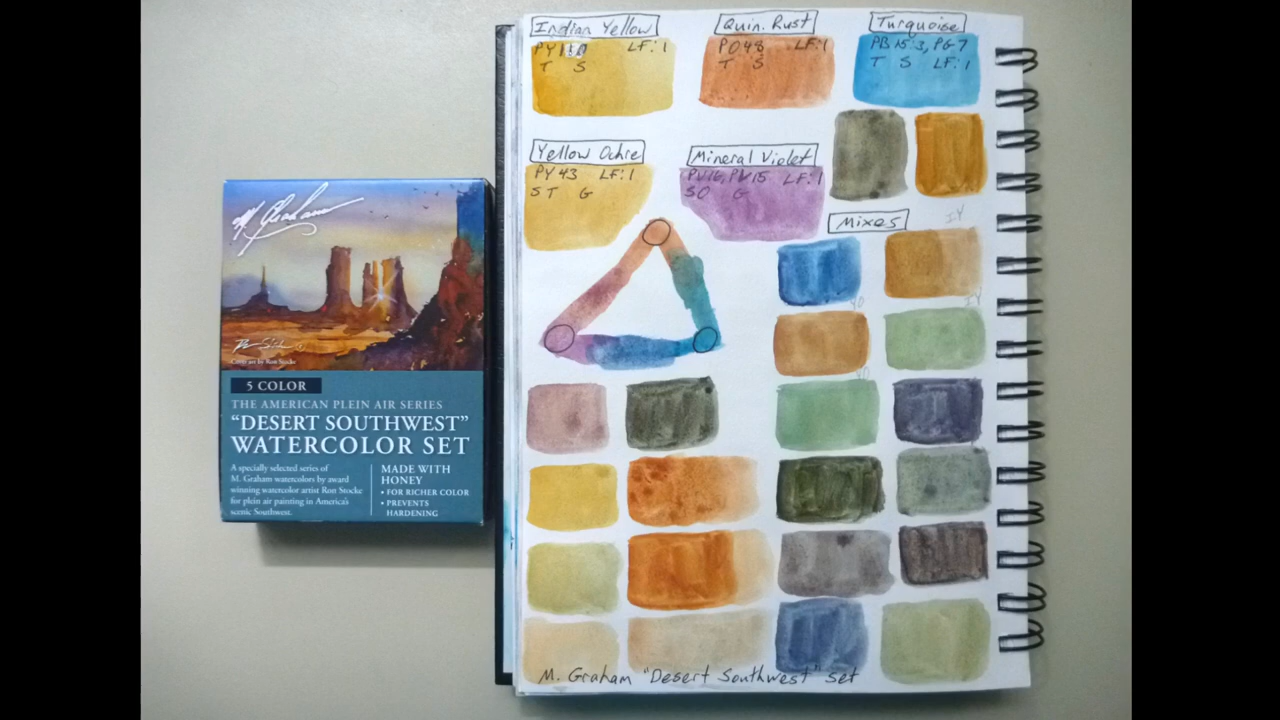 M. Graham
Cover art by Ron Stocke
5 COLOR
THE AMERICAN PLEIN AIR SERIES
“DESERT SOUTHWEST”
WATERCOLOR SET
A specially selected series of
M. Graham watercolors by award
winning watercolor artist Ron Stocke
for plein air painting in America's
scenic Southwest.
MADE WITH
HONEY
• FOR RICHER COLOR
• PREVENTS
HARDENING
Indian Yellow
LF:1
T S
Quin. Rust
PO48 LF:1
T S
Turquoise
PB 15:3, PG7
T S LF:1
Yellow Ochre
PY43 LF:1
ST G
Mineral Violet
PV16, PV15 LF:1
SO G
Mixes
IY
YO
IY
YO
M. Graham "Desert Southwest" set